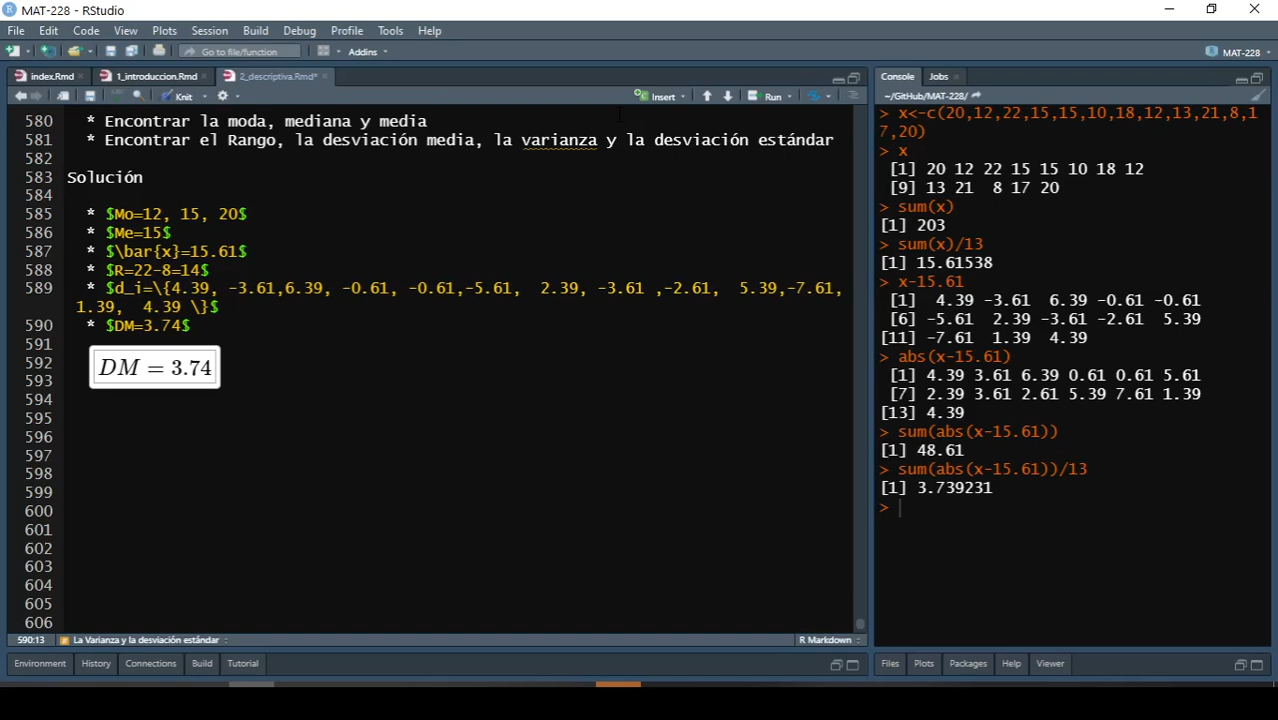 MAT-228 - RStudio
File Edit Code View Plots Session Build Debug Profile Tools Help
Go to file/function Addins MAT-228
index.Rmd 1_introduccion.Rmd 2_descriptiva.Rmd*
Knit Insert Run
580 * Encontrar la moda, mediana y media
581 * Encontrar el Rango, la desviación media, la varianza y la desviación estándar
582
583 Solución
584
585 * $Mo=12, 15, 20$
586 * $Me=15$
587 * $\bar{x}=15.61$
588 * $R=22-8=14$
589 * $d_i=\{4.39, -3.61,6.39, -0.61, -0.61,-5.61, 2.39, -3.61 ,-2.61, 5.39,-7.61,
1.39, 4.39 \}$
590 * $DM=3.74$
591
592
DM = 3.74
593
594
595
596
597
598
599
600
601
602
603
604
605
606
590:13 La Varianza y la desviación estándar R Markdown
Environment History Connections Build Tutorial
Console Jobs
~/GitHub/MAT-228/
> x<-c(20,12,22,15,15,10,18,12,13,21,8,1
7,20)
> x
[1] 20 12 22 15 15 10 18 12
[9] 13 21 8 17 20
> sum(x)
[1] 203
> sum(x)/13
[1] 15.61538
> x-15.61
[1] 4.39 -3.61 6.39 -0.61 -0.61
[6] -5.61 2.39 -3.61 -2.61 5.39
[11] -7.61 1.39 4.39
> abs(x-15.61)
[1] 4.39 3.61 6.39 0.61 0.61 5.61
[7] 2.39 3.61 2.61 5.39 7.61 1.39
[13] 4.39
> sum(abs(x-15.61))
[1] 48.61
> sum(abs(x-15.61))/13
[1] 3.739231
>
Files Plots Packages Help Viewer